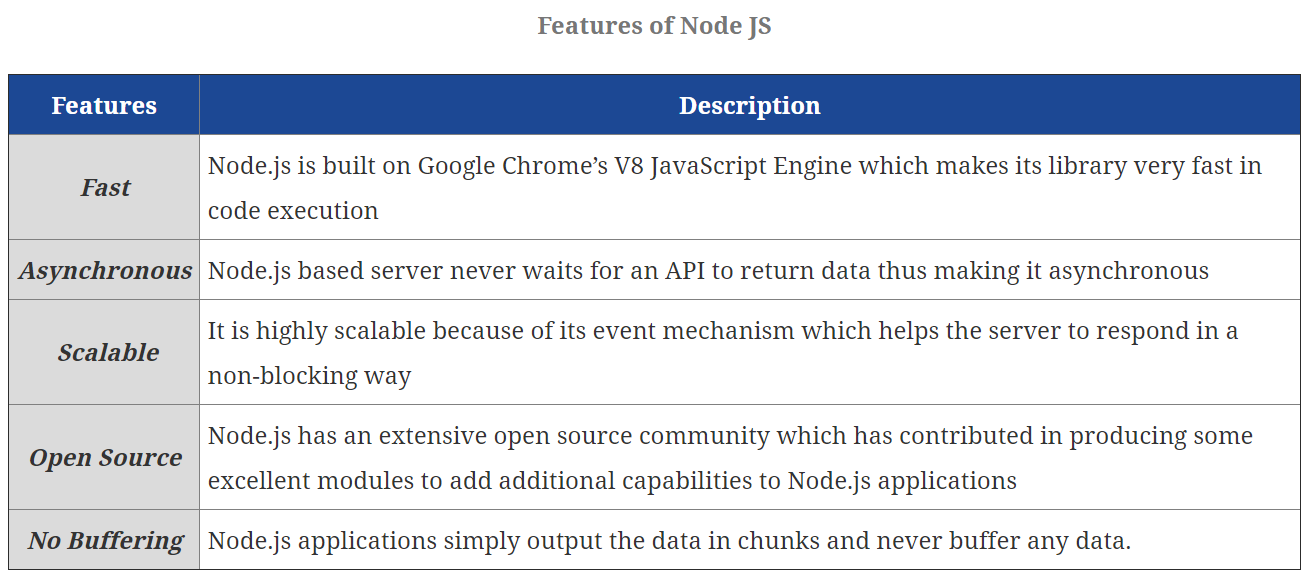 Features of Node JS
Features Description
Fast
Node.js is built on Google Chrome’s V8 JavaScript Engine which makes its library very fast in
code execution
Asynchronous Node.js based server never waits for an API to return data thus making it asynchronous
Scalable
It is highly scalable because of its event mechanism which helps the server to respond in a
non-blocking way
Open Source
Node.js has an extensive open source community which has contributed in producing some
excellent modules to add additional capabilities to Node.js applications
No Buffering Node.js applications simply output the data in chunks and never buffer any data.